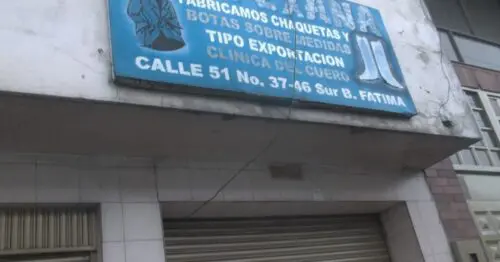 FABRICAMOS CHAQUETAS Y
BOTAS SOBRE MEDIDAS
TIPO EXPORTACION
CLINICA DEL CUERO
CALLE 51 No. 37-46 Sur B. FATIMA